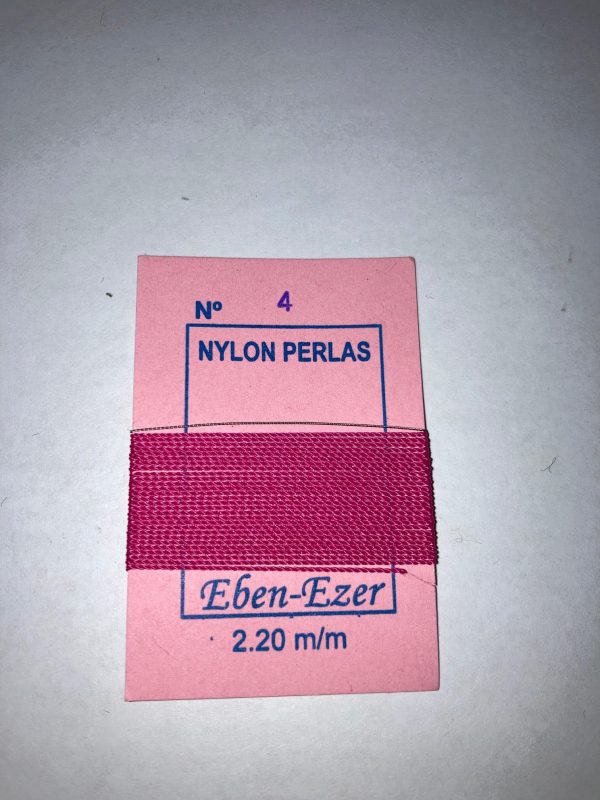 Nº 4
NYLON PERLAS
Eben-Ezer
2.20 m/m